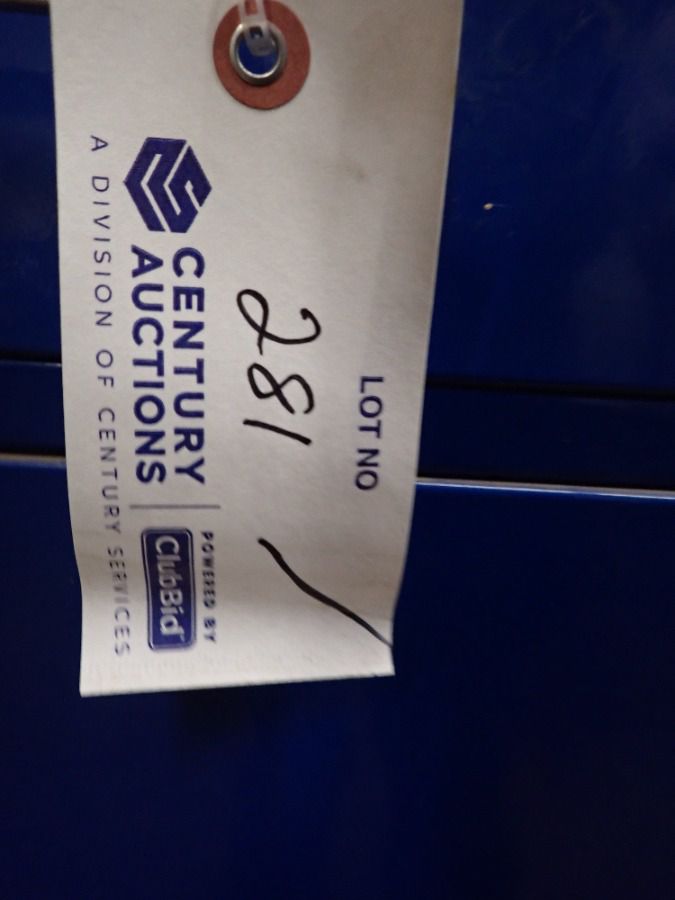 LOT NO
281
CENTURY
AUCTIONS
POWERED BY
ClubBid
A DIVISION OF CENTURY SERVICES